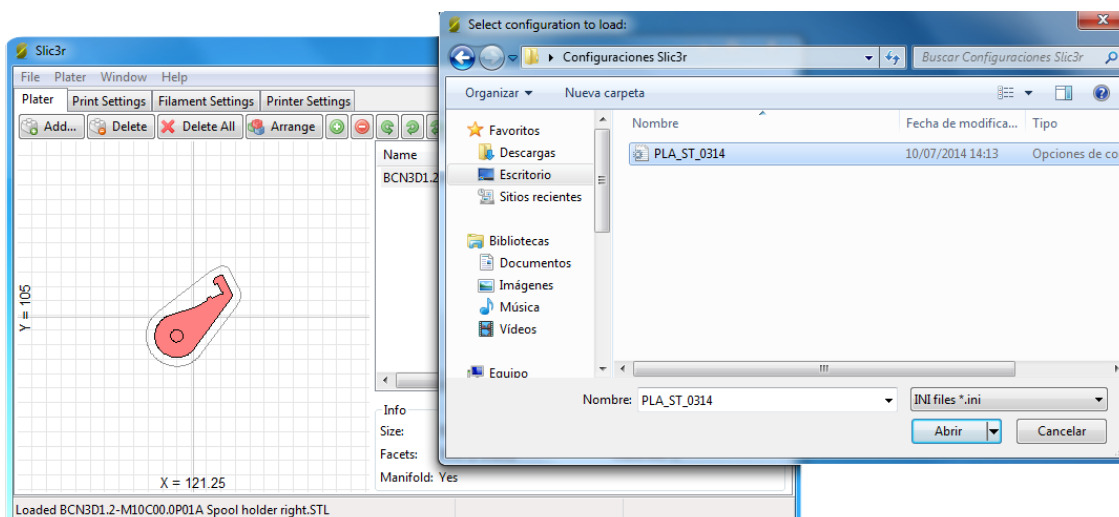 Slic3r
File Plater Window Help
Plater Print Settings Filament Settings Printer Settings
Add... Delete Delete All Arrange
Name
BCN3D1.2
Y = 105
X = 121.25
Info
Size:
Facets:
Manifold: Yes
Loaded BCN3D1.2-M10C00.0P01A Spool holder right.STL
Select configuration to load:
Configuraciones Slic3r
Buscar Configuraciones Slic3r
Organizar Nueva carpeta
Favoritos
Descargas
Escritorio
Sitios recientes
Bibliotecas
Documentos
Imágenes
Música
Vídeos
Equipo
Nombre Fecha de modifica... Tipo
PLA_ST_0314 10/07/2014 14:13 Opciones de co
Nombre: PLA_ST_0314 INI files *.ini
Abrir Cancelar